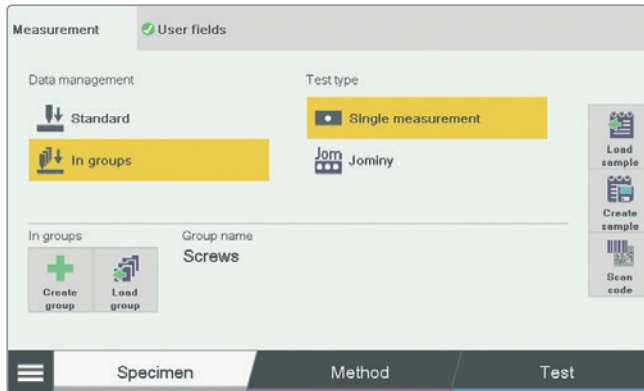 Measurement
User fields
Data management
Test type
Standard
Single measurement
In groups
Jom
Jominy
Load
sample
Create
sample
Scan
code
In groups
Group name
Screws
Create
group
Load
group
Specimen
Method
Test